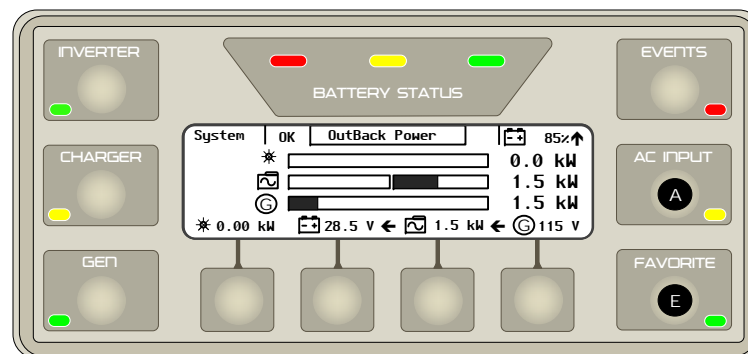 INVERTER
EVENTS
BATTERY STATUS
CHARGER
AC INPUT
A
GEN
FAVORITE
E
System OK OutBack Power 85%
0.0 kW
1.5 kW
G 1.5 kW
0.00 kW 28.5 V 1.5 kW G 115 V